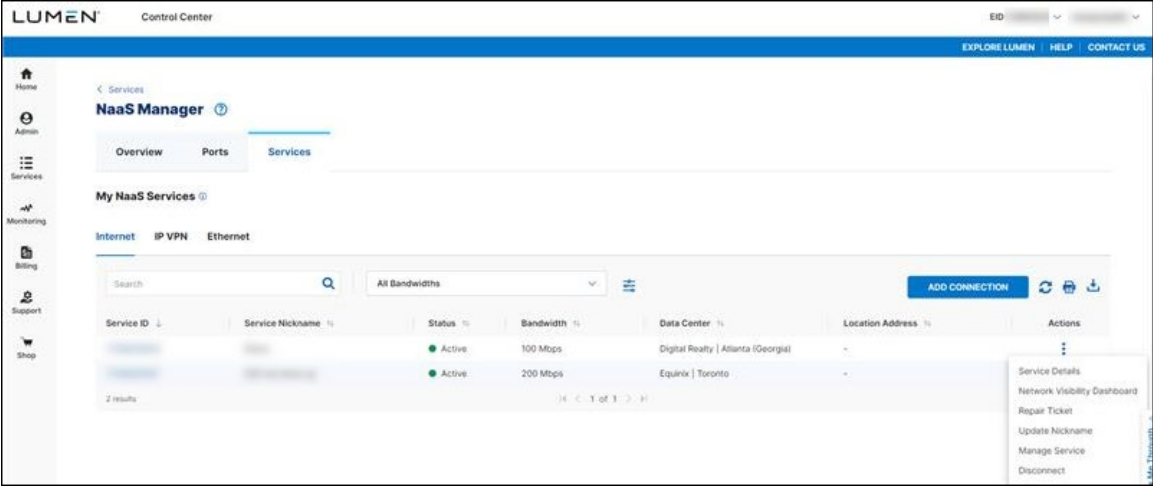 LUMEN Control Center EID
EXPLORE LUMEN | HELP | CONTACT US
Home
Admin
Services
Monitoring
Billing
Support
Shop
< Services
NaaS Manager ?
Overview Ports Services
My NaaS Services
Internet IP VPN Ethernet
Search All Bandwidths ADD CONNECTION
Service ID Service Nickname Status Bandwidth Data Center Location Address Actions
Active 100 Mbps Digital Realty | Atlanta (Georgia) -
Active 200 Mbps Equinix | Toronto -
2 results 1 of 1
Service Details
Network Visibility Dashboard
Repair Ticket
Update Nickname
Manage Service
Disconnect
Me Through